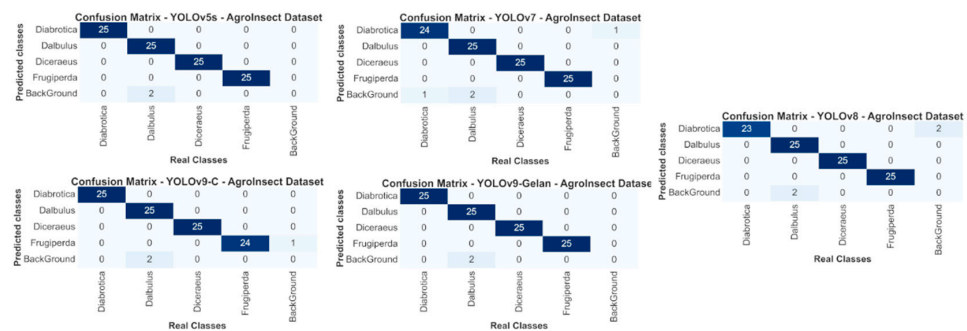 Confusion Matrix - YOLOv5s - AgroInsect Dataset
Predicted classes
Diabrotica 25 0 0 0 0
Dalbulus 0 25 0 0 0
Diceraeus 0 0 25 0 0
Frugiperda 0 0 0 25 0
BackGround 0 2 0 0 0
Diabrotica Dalbulus Diceraeus Frugiperda BackGround
Real Classes
Confusion Matrix - YOLOv7 - AgroInsect Dataset
Predicted classes
Diabrotica 24 0 0 0 1
Dalbulus 0 25 0 0 0
Diceraeus 0 0 25 0 0
Frugiperda 0 0 0 25 0
BackGround 1 2 0 0 0
Diabrotica Dalbulus Diceraeus Frugiperda BackGround
Real Classes
Confusion Matrix - YOLOv8 - AgroInsect Dataset
Predicted classes
Diabrotica 23 0 0 0 2
Dalbulus 0 25 0 0 0
Diceraeus 0 0 25 0 0
Frugiperda 0 0 0 25 0
BackGround 0 2 0 0 0
Diabrotica Dalbulus Diceraeus Frugiperda BackGround
Real Classes
Confusion Matrix - YOLOv9-C - AgroInsect Dataset
Predicted classes
Diabrotica 25 0 0 0 0
Dalbulus 0 25 0 0 0
Diceraeus 0 0 25 0 0
Frugiperda 0 0 0 24 1
BackGround 0 2 0 0 0
Diabrotica Dalbulus Diceraeus Frugiperda BackGround
Real Classes
Confusion Matrix - YOLOv9-Gelan - AgroInsect Dataset
Predicted classes
Diabrotica 25 0 0 0 0
Dalbulus 0 25 0 0 0
Diceraeus 0 0 25 0 0
Frugiperda 0 0 0 25 0
BackGround 0 2 0 0 0
Diabrotica Dalbulus Diceraeus Frugiperda BackGround
Real Classes